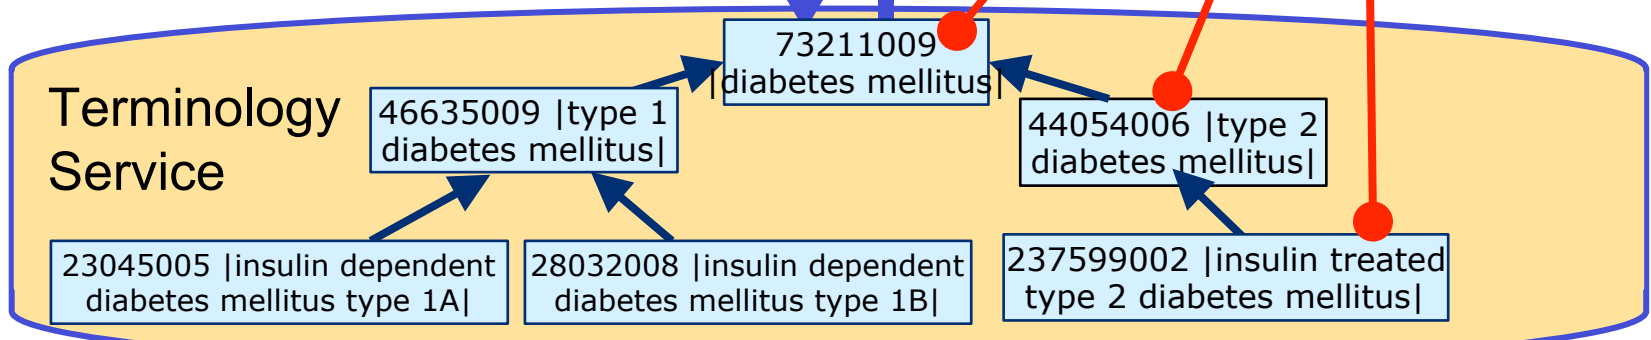 73211009
|diabetes mellitus|
Terminology
Service
46635009 |type 1
diabetes mellitus|
44054006 |type 2
diabetes mellitus|
23045005 |insulin dependent
diabetes mellitus type 1A|
28032008 |insulin dependent
diabetes mellitus type 1B|
237599002 |insulin treated
type 2 diabetes mellitus|